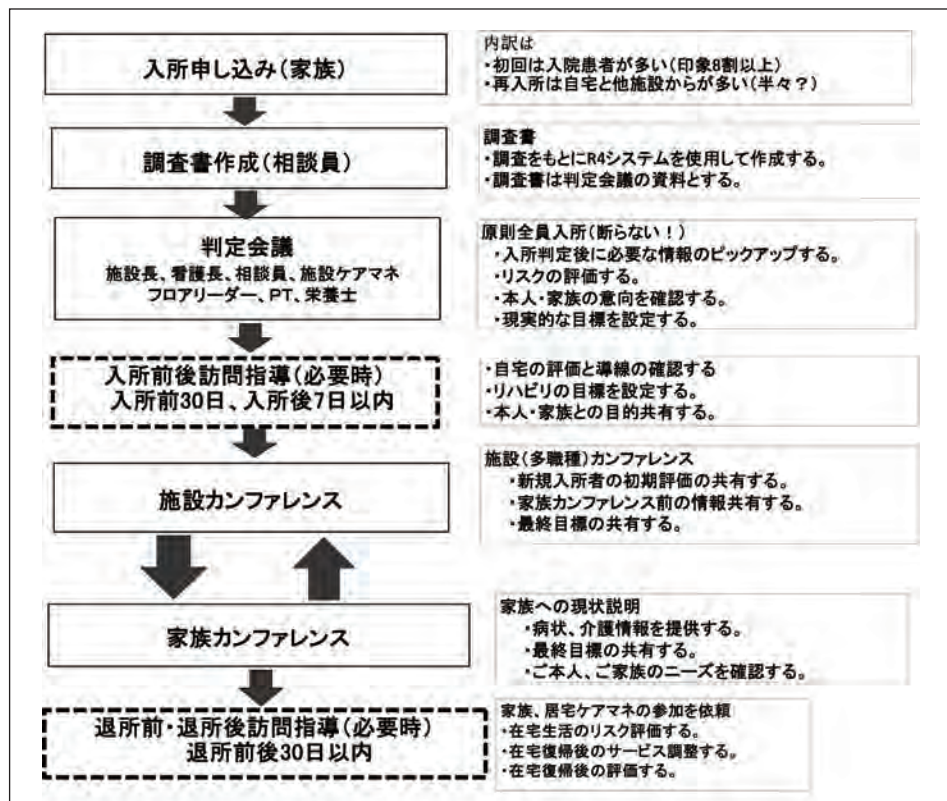 入所申し込み(家族)
内訳は
・初回は入院患者が多い(印象8割以上)
・再入所は自宅と他施設からが多い(半々?)
調査書作成(相談員)
調査書
・調査をもとにR4システムを使用して作成する。
・調査書は判定会議の資料とする。
判定会議
施設長、看護長、相談員、施設ケアマネ
フロアリーダー、PT、栄養士
原則全員入所(断らない!)
・入所判定後に必要な情報のピックアップする。
・リスクの評価する。
・本人・家族の意向を確認する。
・現実的な目標を設定する。
入所前後訪問指導(必要時)
入所前30日、入所後7日以内
・自宅の評価と導線の確認する
・リハビリの目標を設定する。
・本人・家族との目的共有する。
施設カンファレンス
施設(多職種)カンファレンス
・新規入所者の初期評価の共有する。
・家族カンファレンス前の情報共有する。
・最終目標の共有する。
家族カンファレンス
家族への現状説明
・病状、介護情報を提供する。
・最終目標の共有する。
・ご本人、ご家族のニーズを確認する。
退所前・退所後訪問指導(必要時)
退所前後30日以内
家族、居宅ケアマネの参加を依頼
・在宅生活のリスク評価する。
・在宅復帰後のサービス調整する。
・在宅復帰後の評価する。